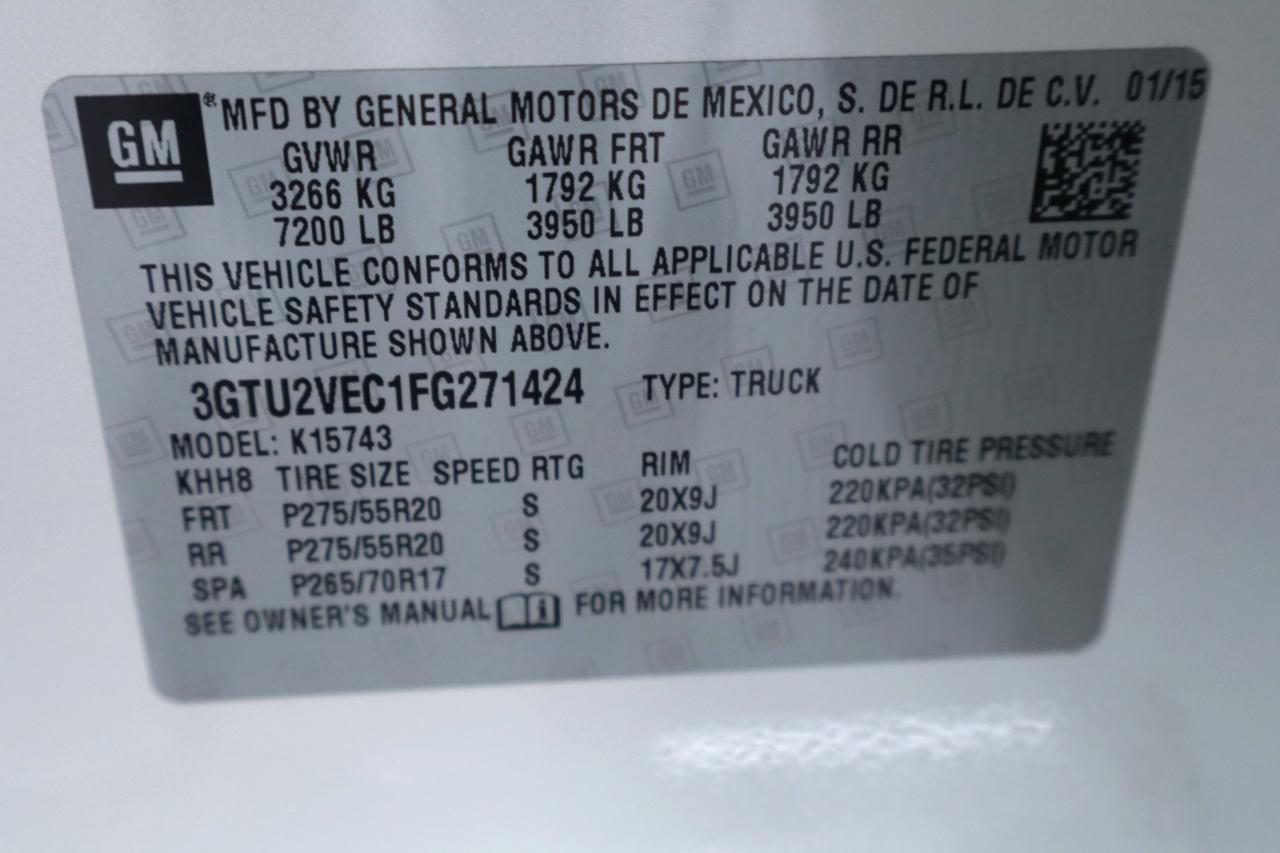 GM ® MFD BY GENERAL MOTORS DE MEXICO, S. DE R.L. DE C.V. 01/15
GVWR GAWR FRT GAWR RR
3266 KG 1792 KG 1792 KG
7200 LB 3950 LB 3950 LB
THIS VEHICLE CONFORMS TO ALL APPLICABLE U.S. FEDERAL MOTOR
VEHICLE SAFETY STANDARDS IN EFFECT ON THE DATE OF
MANUFACTURE SHOWN ABOVE.
3GTU2VEC1FG271424 TYPE: TRUCK
MODEL: K15743
KHH8 TIRE SIZE SPEED RTG RIM COLD TIRE PRESSURE
FRT P275/55R20 S 20X9J 220KPA(32PSI)
RR P275/55R20 S 20X9J 220KPA(32PSI)
SPA P265/70R17 S 17X7.5J 240KPA(35PSI)
SEE OWNER'S MANUAL i FOR MORE INFORMATION.